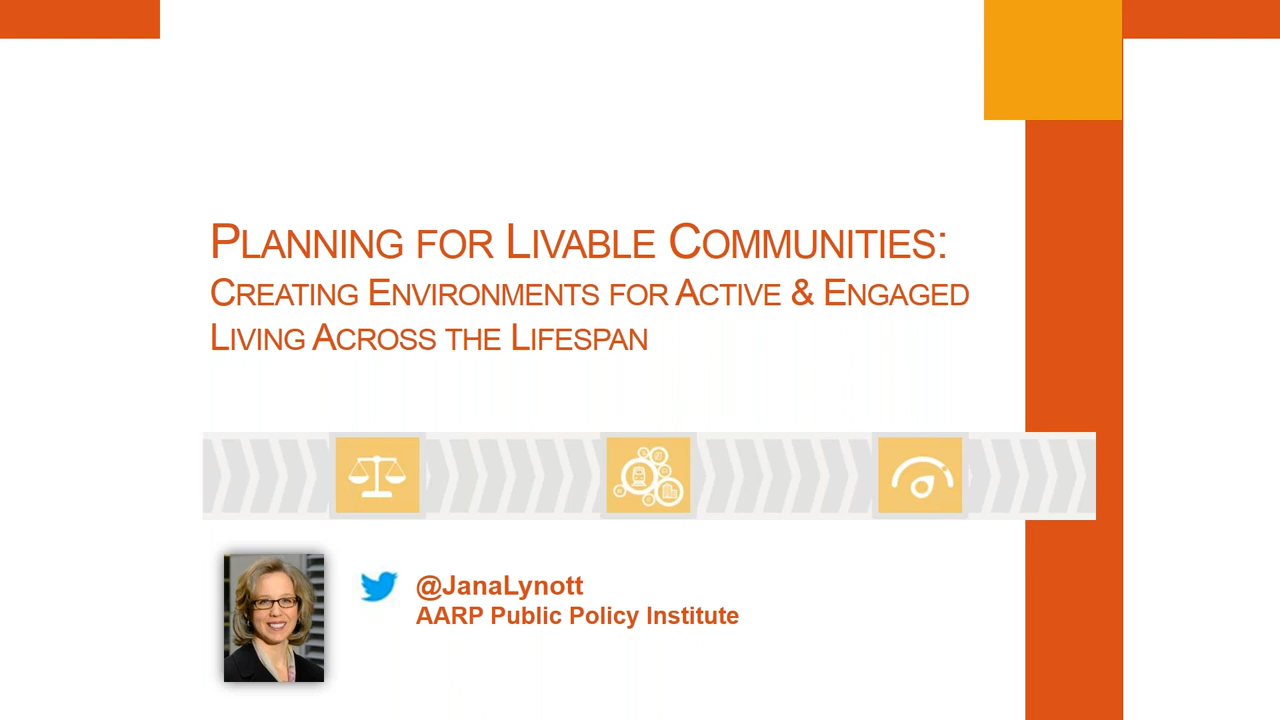 PLANNING FOR LIVABLE COMMUNITIES:
CREATING ENVIRONMENTS FOR ACTIVE & ENGAGED
LIVING ACROSS THE LIFESPAN
@JanaLynott
AARP Public Policy Institute